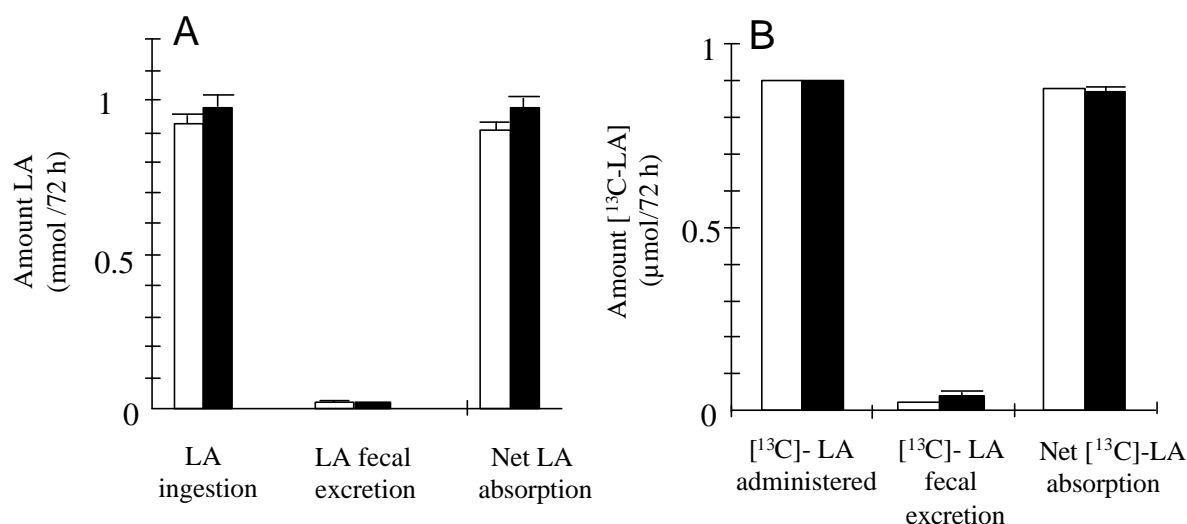 A
Amount LA
(mmol /72 h)
1
0.5
0
LA
ingestion
LA fecal
excretion
Net LA
absorption
B
Amount [¹³C-LA]
(μmol/72 h)
1
0.5
0
[¹³C]- LA
administered
[¹³C]- LA
fecal
excretion
Net [¹³C]-LA
absorption